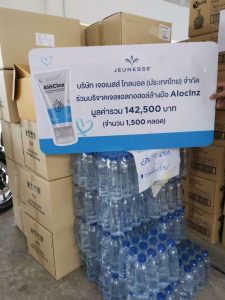 JEUNESSE
บริษัท เจอเนสส์ โกลบอล (ประเทศไทย) จำกัด
ร่วมบริจาคเจลแอลกอฮอล์ล้างมือ AloClnz
มูลค่ารวม 142,500 บาท
(จำนวน 1,500 หลอด)
AloClnz